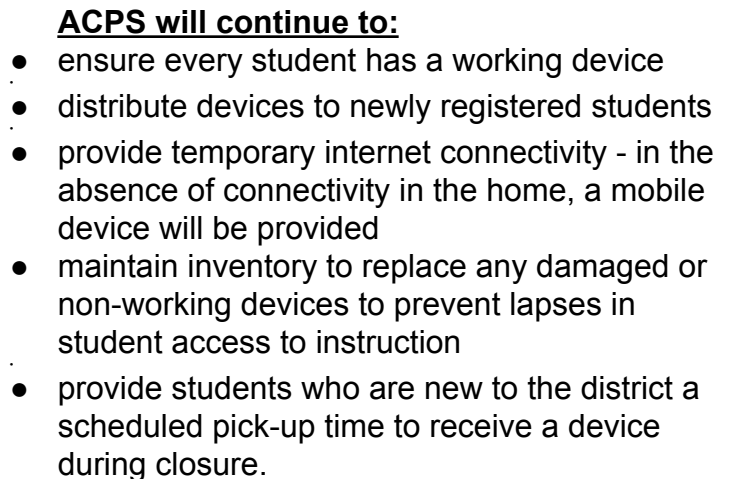 ACPS will continue to:
● ensure every student has a working device
● distribute devices to newly registered students
● provide temporary internet connectivity - in the
absence of connectivity in the home, a mobile
device will be provided
● maintain inventory to replace any damaged or
non-working devices to prevent lapses in
student access to instruction
● provide students who are new to the district a
scheduled pick-up time to receive a device
during closure.